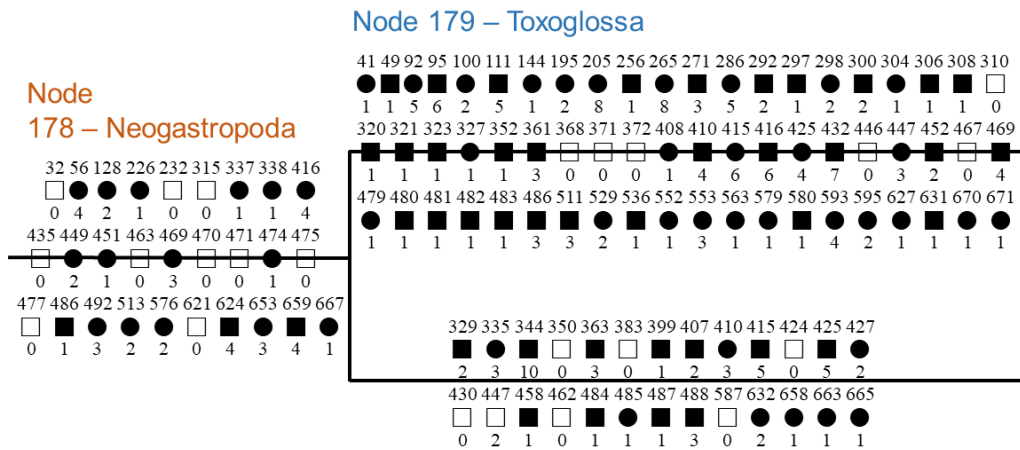 Node 179 – Toxoglossa
41 49 92 95 100 111 144 195 205 256 265 271 286 292 297 298 300 304 306 308 310
1 1 5 6 2 5 1 2 8 1 8 3 5 2 1 2 2 1 1 1 0
320 321 323 327 352 361 368 371 372 408 410 415 416 425 432 446 447 452 467 469
1 1 1 1 1 3 0 0 0 1 4 6 6 4 7 0 3 2 0 4
479 480 481 482 483 486 511 529 536 552 553 563 579 580 593 595 627 631 670 671
1 1 1 1 1 3 3 2 1 1 3 1 1 1 4 2 1 1 1 1
Node
178 – Neogastropoda
32 56 128 226 232 315 337 338 416
0 4 2 1 0 0 1 1 4
435 449 451 463 469 470 471 474 475
0 2 1 0 3 0 0 1 0
477 486 492 513 576 621 624 653 659 667
0 1 3 2 2 0 4 3 4 1
329 335 344 350 363 383 399 407 410 415 424 425 427
2 3 10 0 3 0 1 2 3 5 0 5 2
430 447 458 462 484 485 487 488 587 632 658 663 665
0 2 1 0 1 1 1 3 0 2 1 1 1